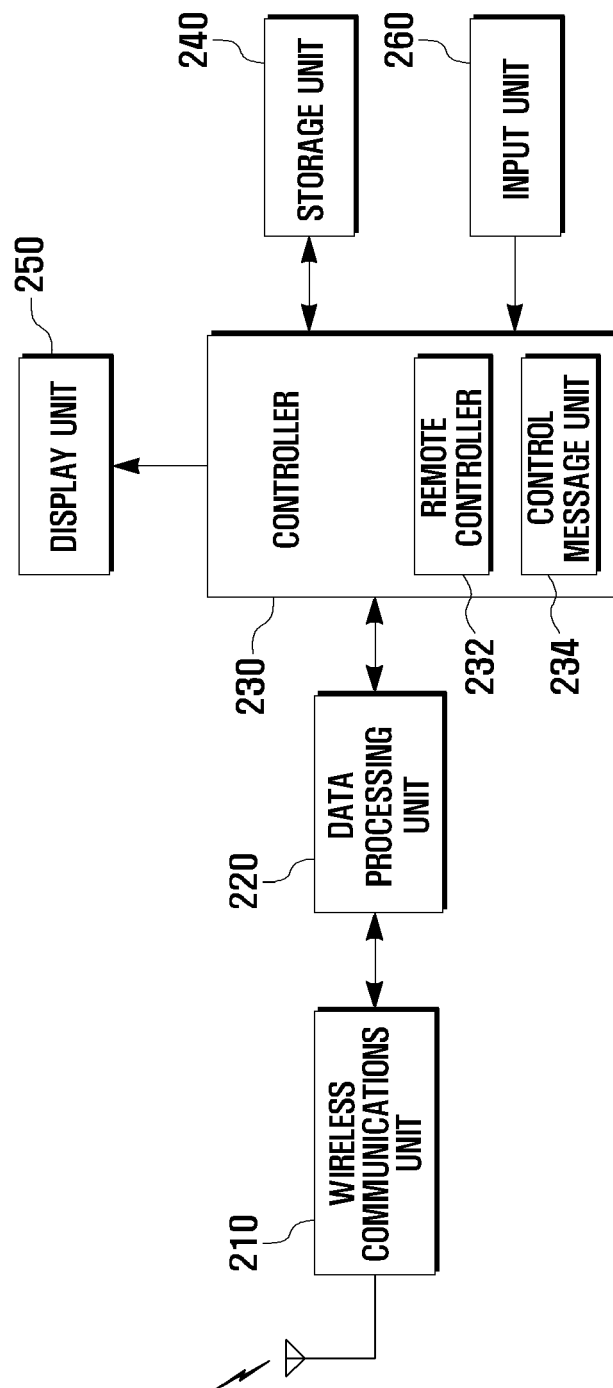 250
DISPLAY UNIT
240
STORAGE UNIT
260
INPUT UNIT
230
CONTROLLER
232
REMOTE
CONTROLLER
234
CONTROL
MESSAGE UNIT
220
DATA
PROCESSING
UNIT
210
WIRELESS
COMMUNICATIONS
UNIT